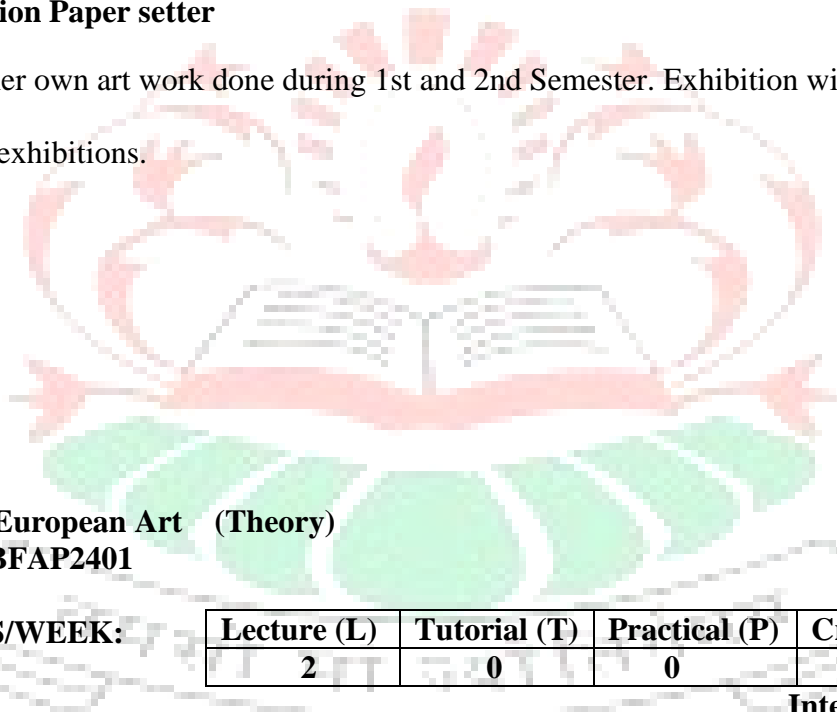 ion Paper setter
er own art work done during 1st and 2nd Semester. Exhibition wi
exhibitions.
European Art (Theory)
BFAP2401
S/WEEK:
Lecture (L) Tutorial (T) Practical (P) C
2 0 0
Inte